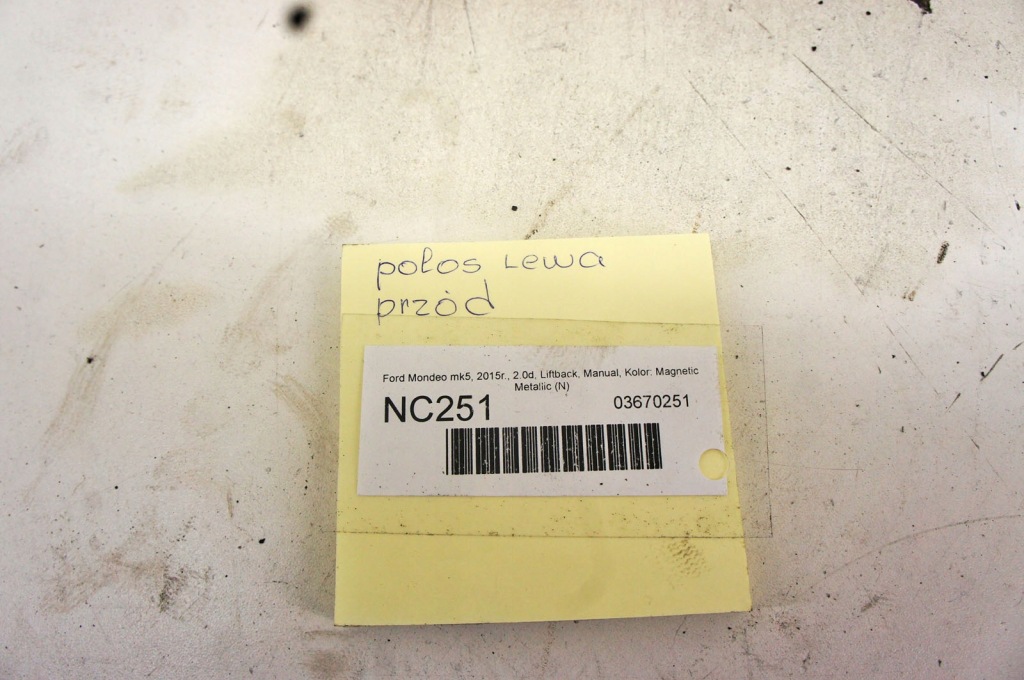 połos Lewa
przód
Ford Mondeo mk5, 2015r., 2.0d, Liftback, Manual, Kolor: Magnetic
Metallic (N)
NC251 03670251